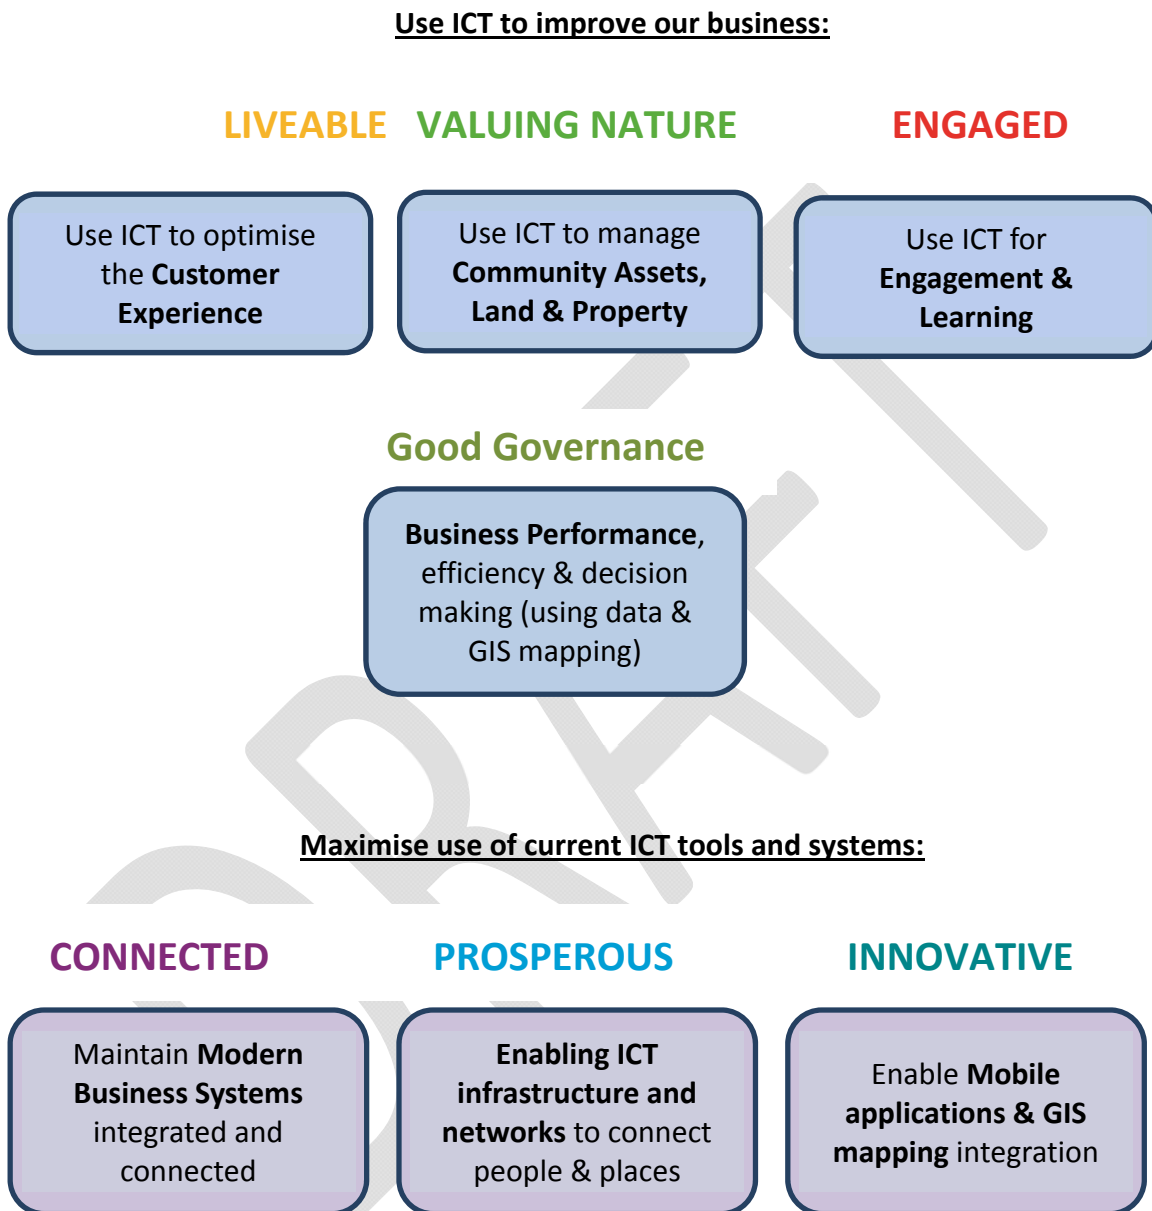 Use ICT to improve our business:
LIVEABLE VALUING NATURE ENGAGED
Use ICT to optimise
the Customer
Experience
Use ICT to manage
Community Assets,
Land & Property
Use ICT for
Engagement &
Learning
Good Governance
Business Performance,
efficiency & decision
making (using data &
GIS mapping)
Maximise use of current ICT tools and systems:
CONNECTED PROSPEROUS INNOVATIVE
Maintain Modern
Business Systems
integrated and
connected
Enabling ICT
infrastructure and
networks to connect
people & places
Enable Mobile
applications & GIS
mapping integration
DRAFT